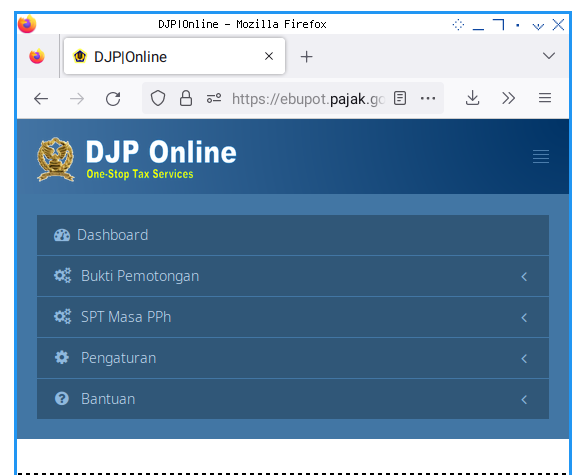 DJP|Online - Mozilla Firefox
DJP|Online
https://ebupot.pajak.go
DJP Online
One-Stop Tax Services
Dashboard
Bukti Pemotongan
SPT Masa PPh
Pengaturan
Bantuan